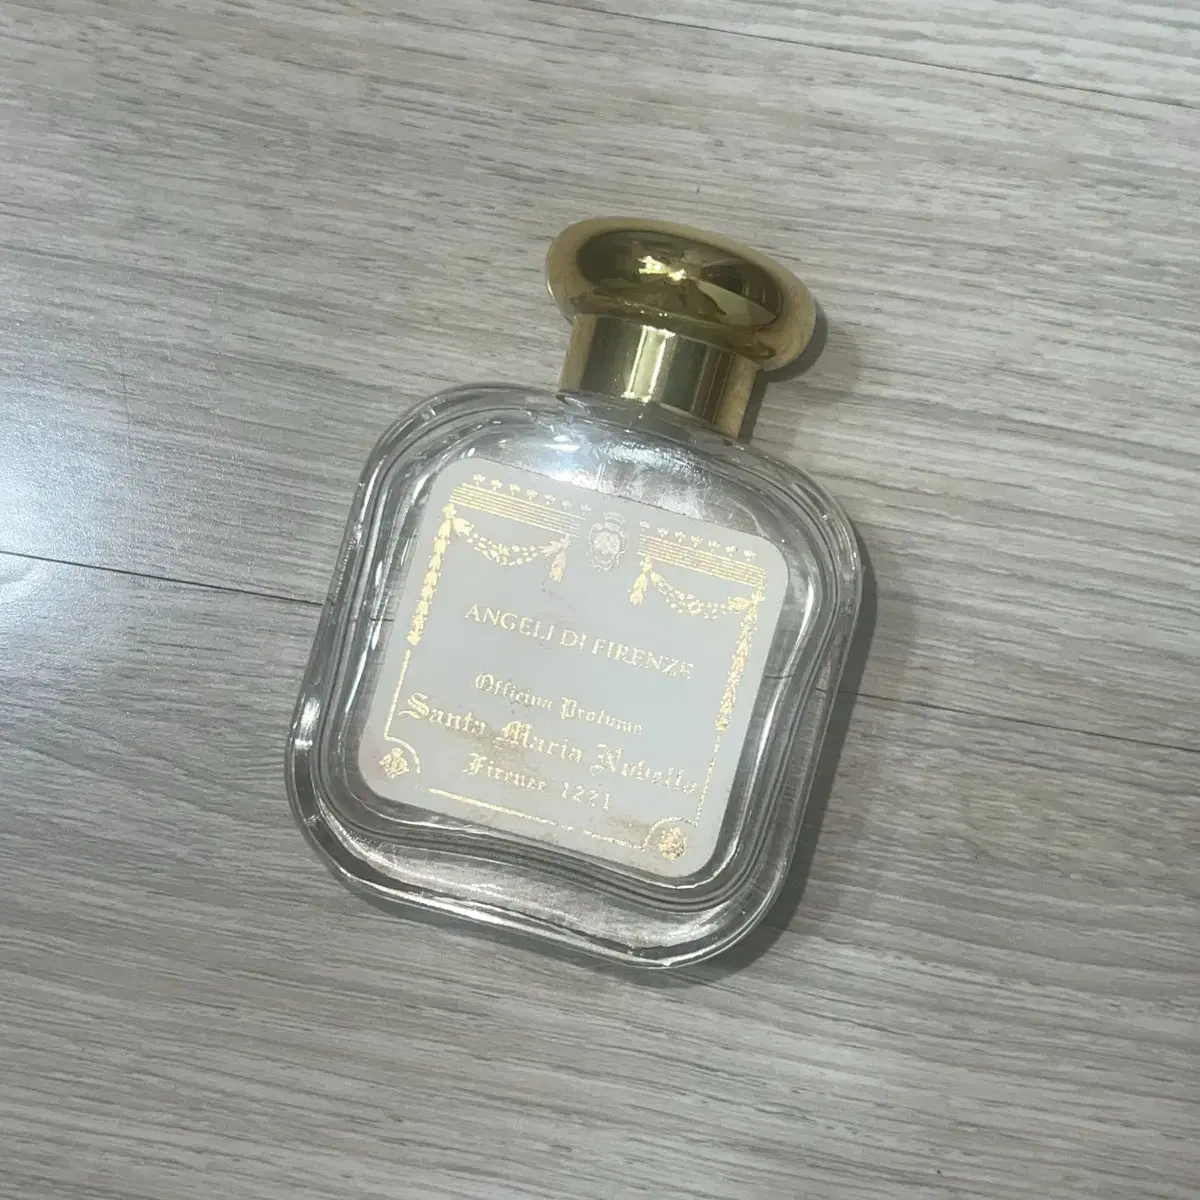 ANGELI DI FIRENZE
Officina Profumo
Santa Maria Novella
Firenze 1221